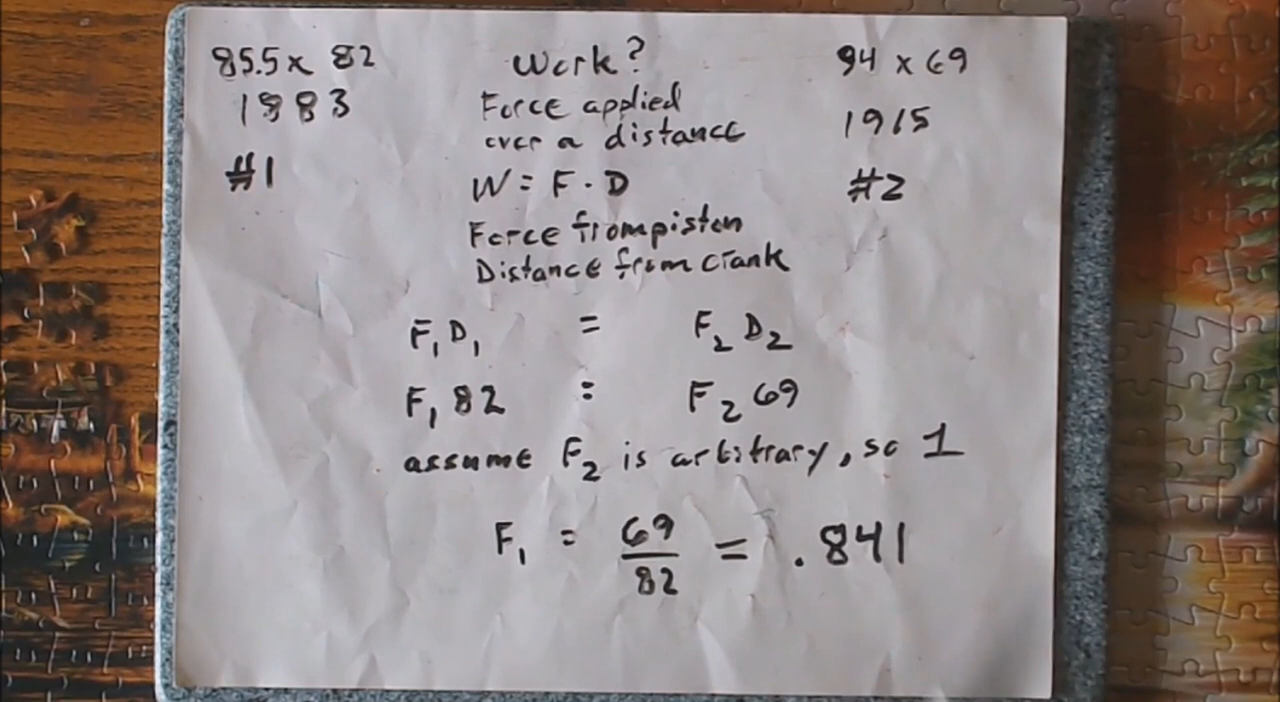 85.5 x 82
1883
#1
Work?
Force applied
over a distance
W = F · D
Force from piston
Distance from crank
94 x 69
1915
#2
F1 D1 = F2 D2
F1 82 = F2 69
assume F2 is arbitrary, so 1
F1 = 69/82 = .841